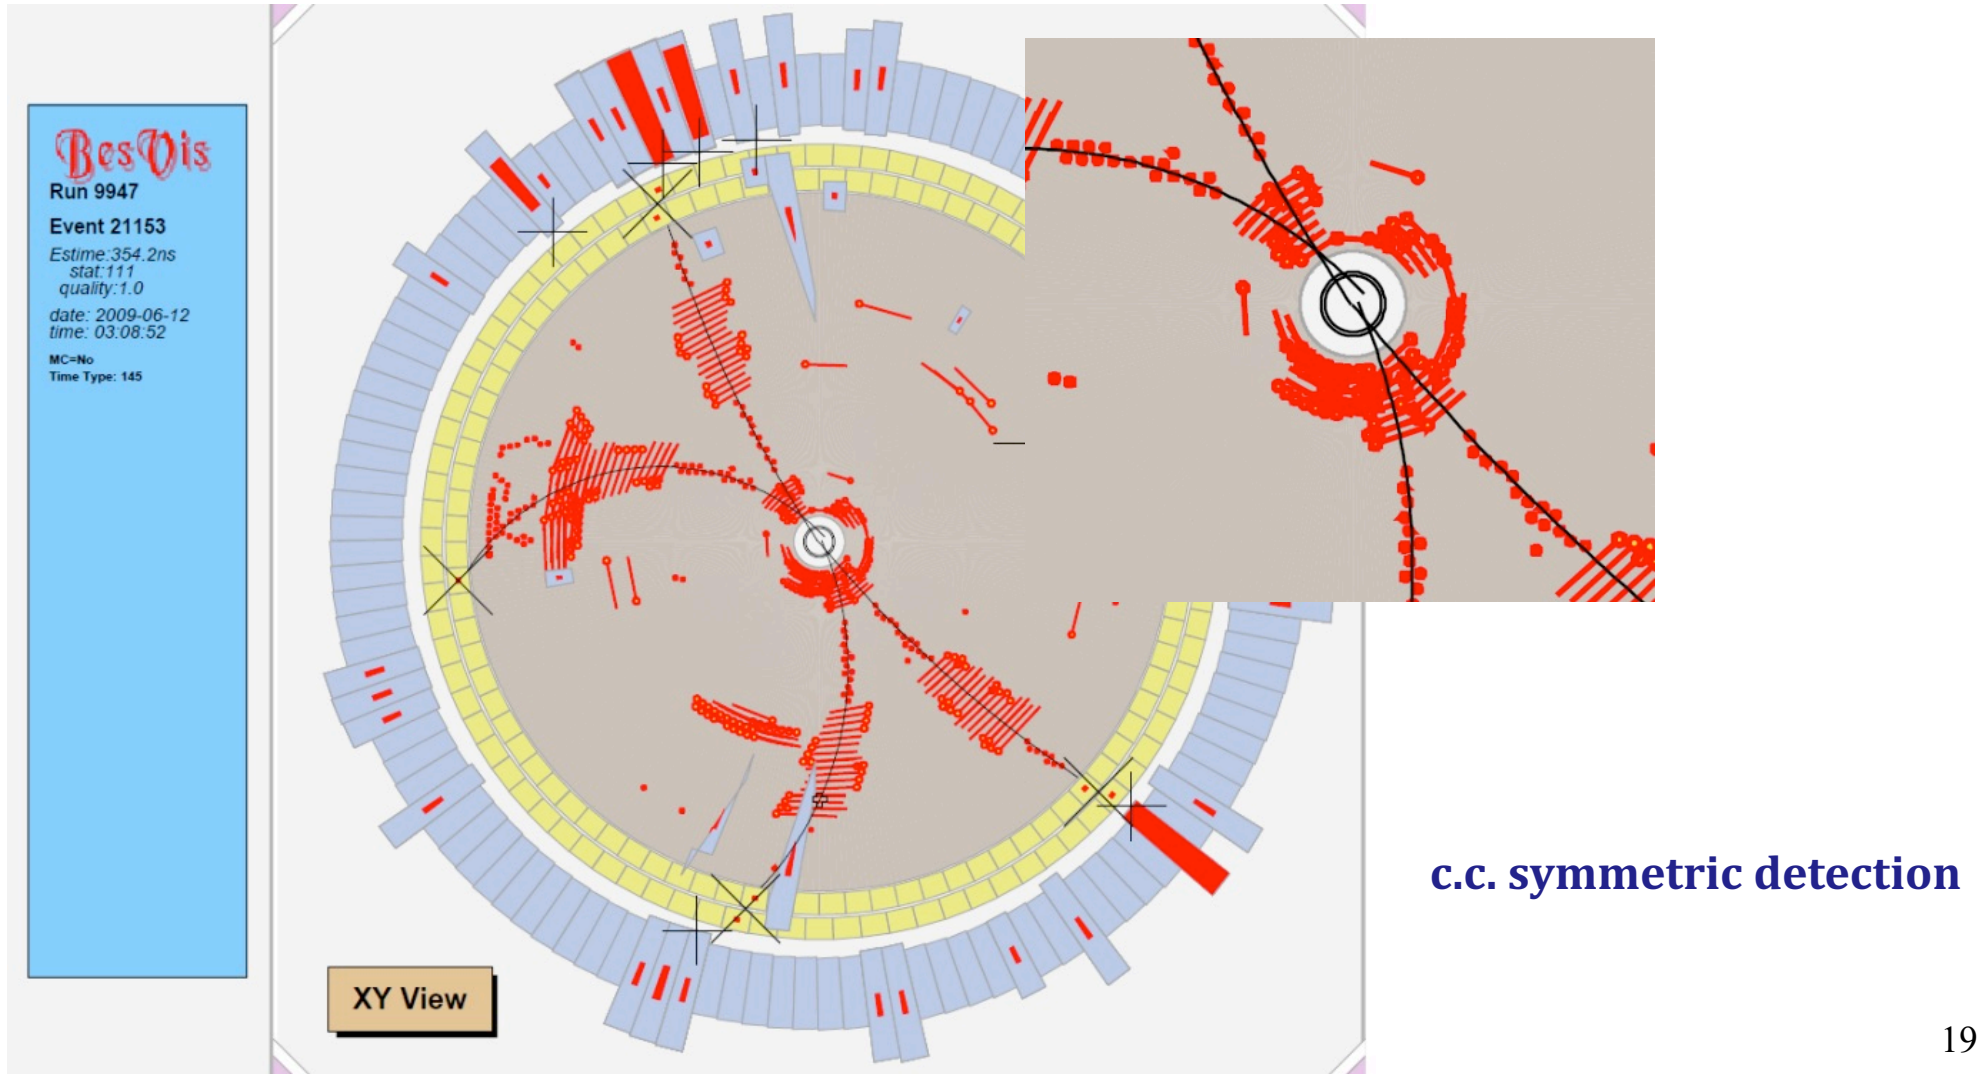 BesVis
Run 9947
Event 21153
Estime:354.2ns
stat:111
quality:1.0
date: 2009-06-12
time: 03:08:52
MC=No
Time Type: 145
XY View
c.c. symmetric detection
19